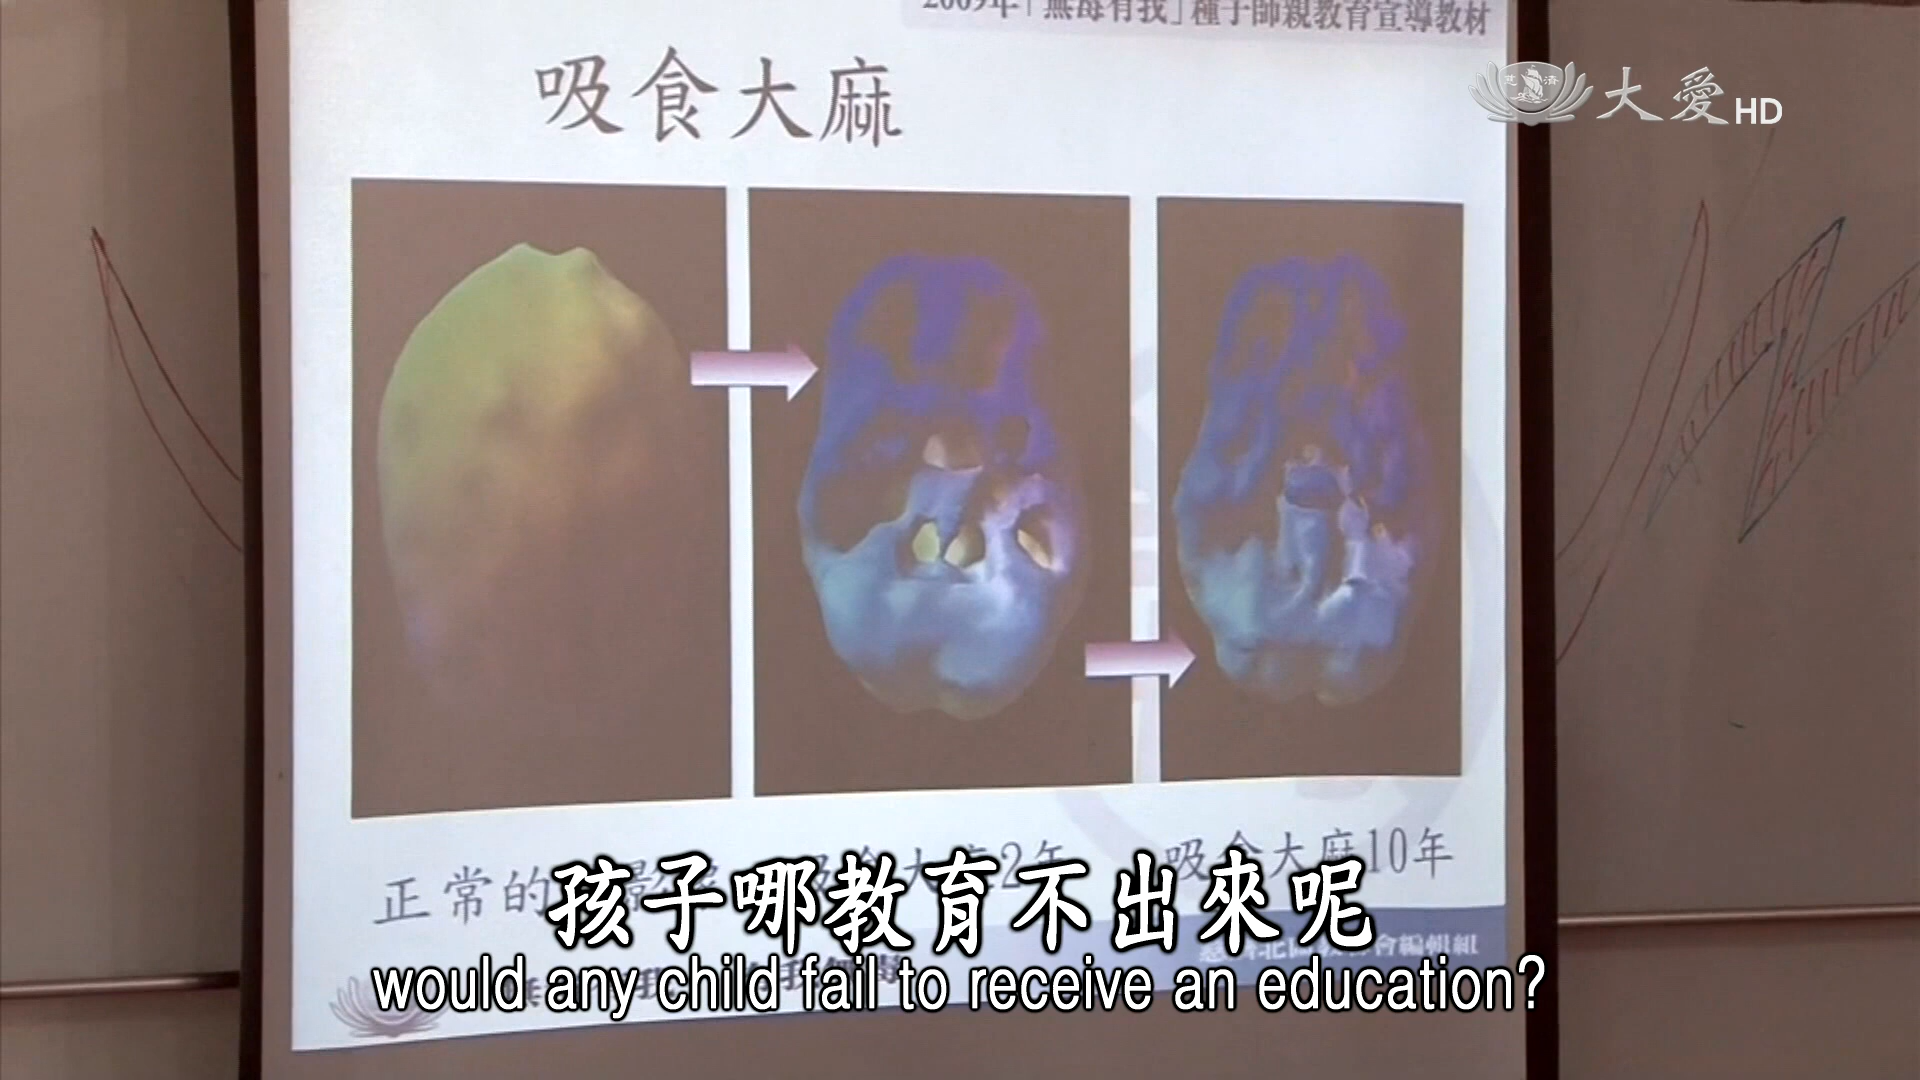 2009年「無毒有我」種子師親教育宣導教材
大愛HD
吸食大麻
吸食大麻10年
正常的
孩子哪教育不出來呢
would any child fail to receive an education?